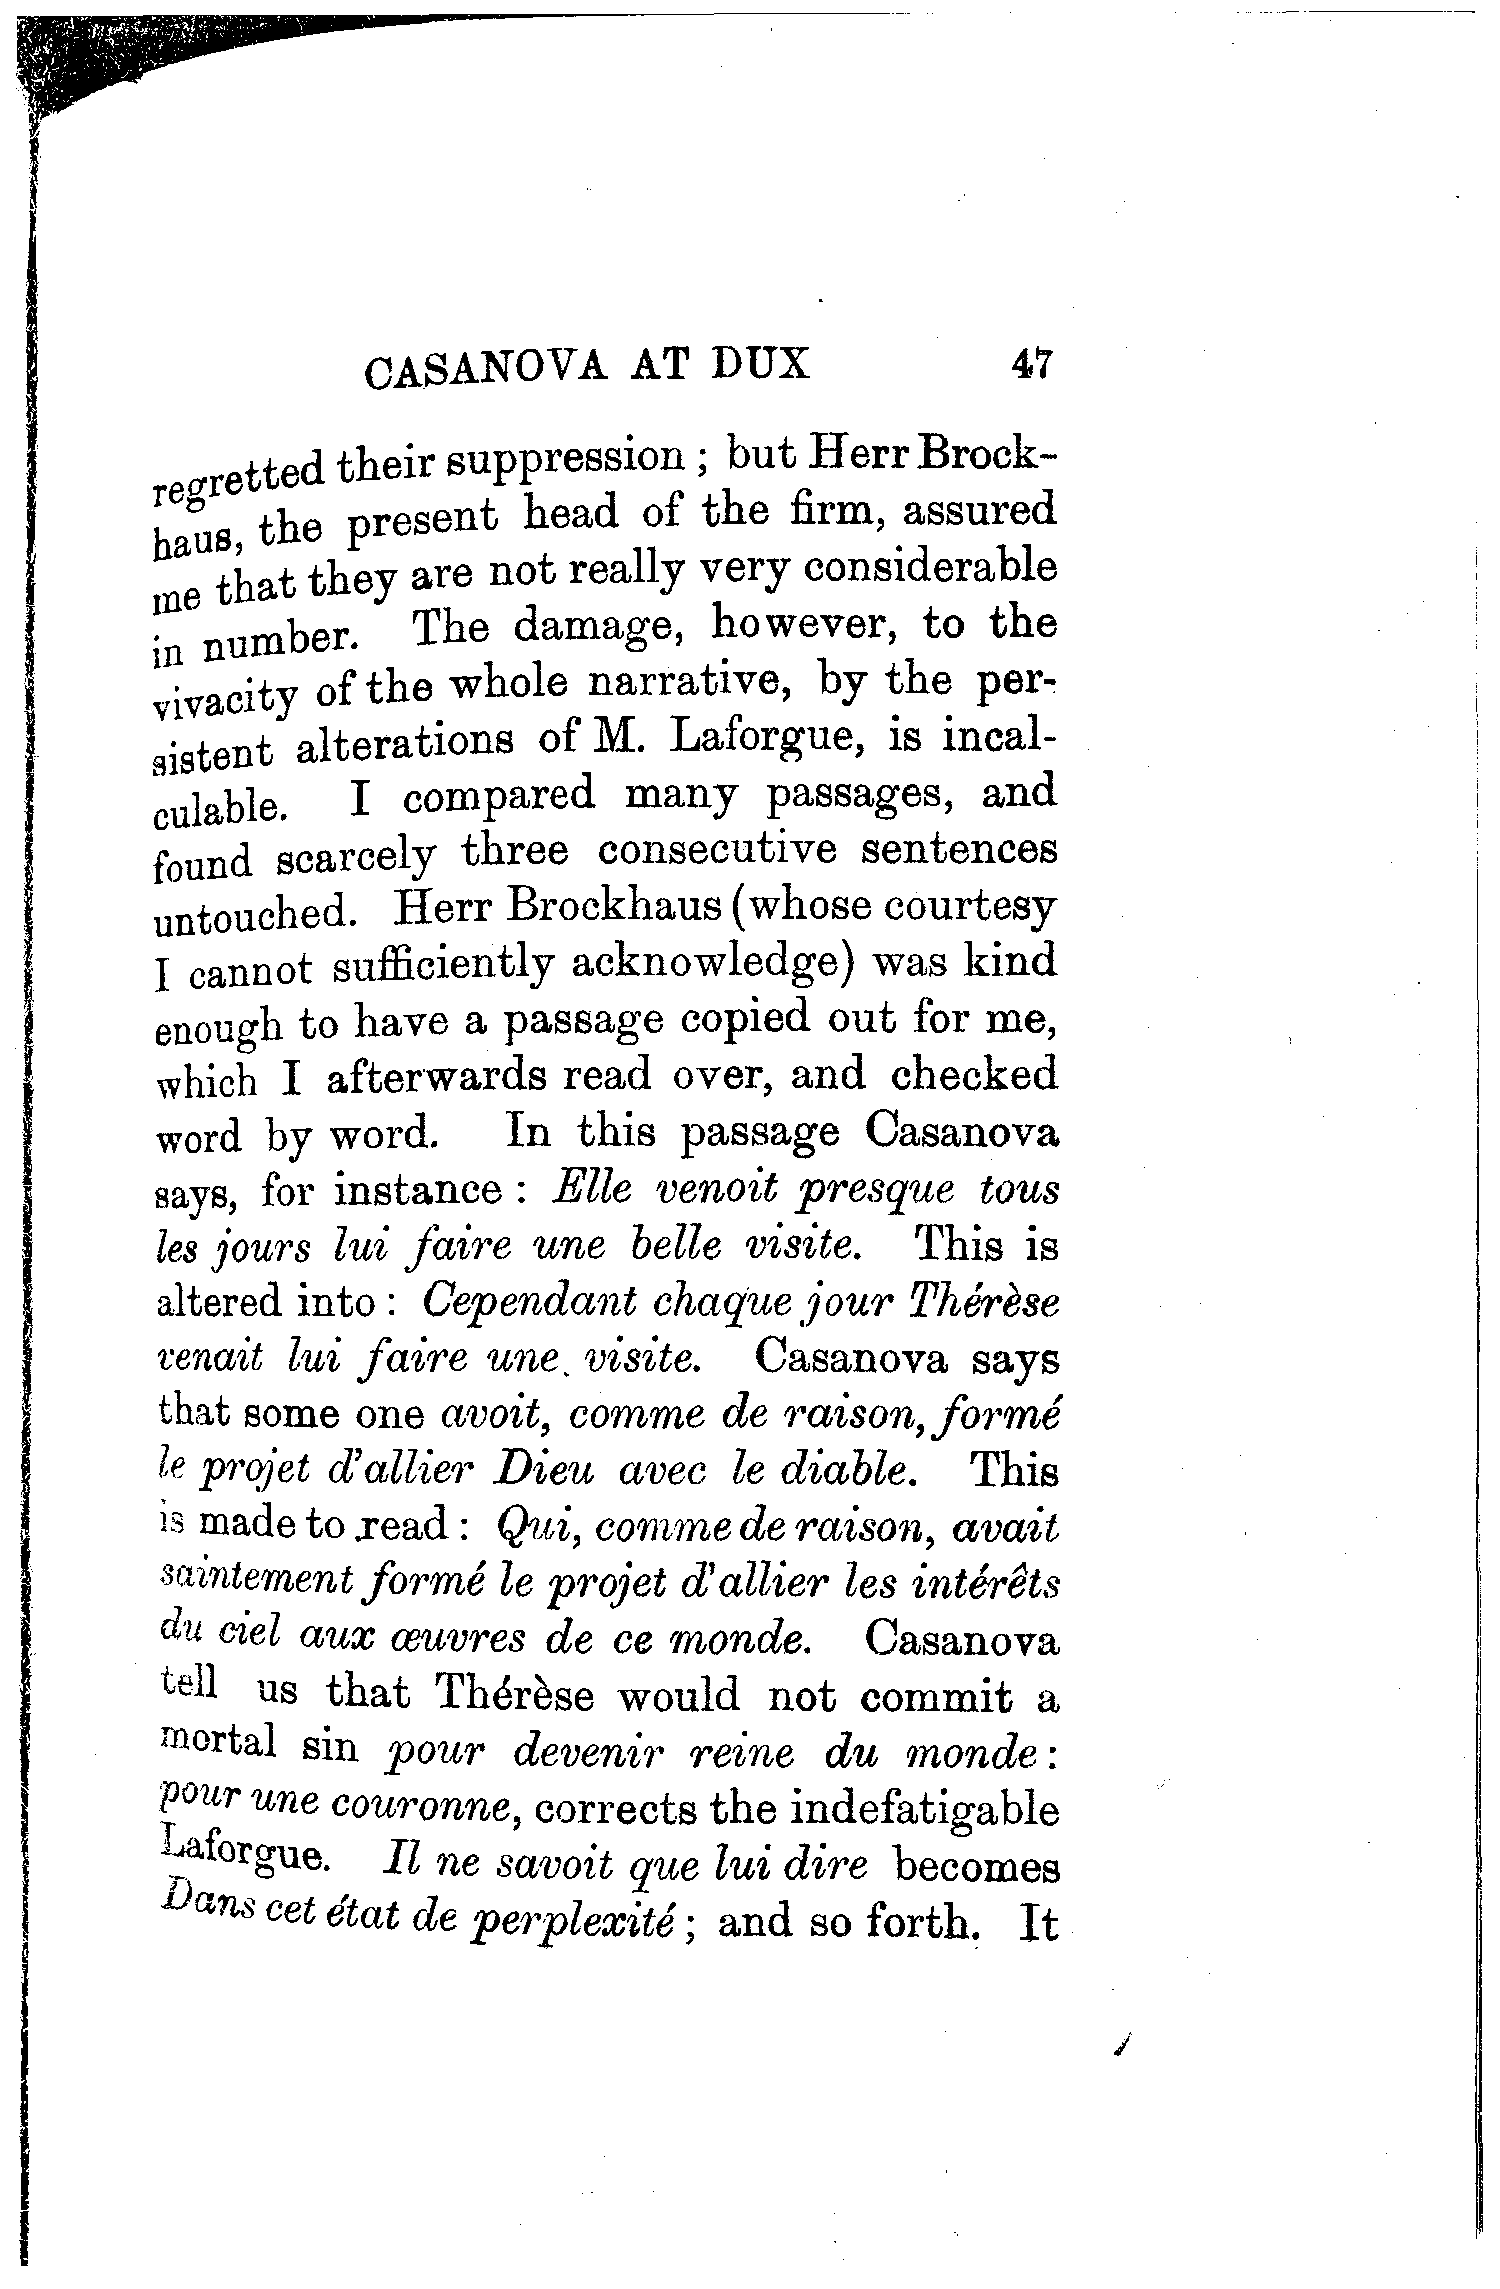 CASANOVA AT DUX 47
regretted their suppression ; but Herr Brock-
haus, the present head of the firm, assured
me that they are not really very considerable
in number. The damage, however, to the
vivacity of the whole narrative, by the per-
sistent alterations of M. Laforgue, is incal-
culable. I compared many passages, and
found scarcely three consecutive sentences
untouched. Herr Brockhaus (whose courtesy
I cannot sufficiently acknowledge) was kind
enough to have a passage copied out for me,
which I afterwards read over, and checked
word by word. In this passage Casanova
says, for instance : Elle venoit presque tous
les jours lui faire une belle visite. This is
altered into : Cependant chaque jour Thérèse
venait lui faire une visite. Casanova says
that some one avoit, comme de raison, formé
le projet d'allier Dieu avec le diable. This
is made to read : Qui, comme de raison, avait
saintement formé le projet d'allier les intérêts
du ciel aux œuvres de ce monde. Casanova
tell us that Thérèse would not commit a
mortal sin pour devenir reine du monde :
pour une couronne, corrects the indefatigable
Laforgue. Il ne savoit que lui dire becomes
Dans cet état de perplexité ; and so forth. It